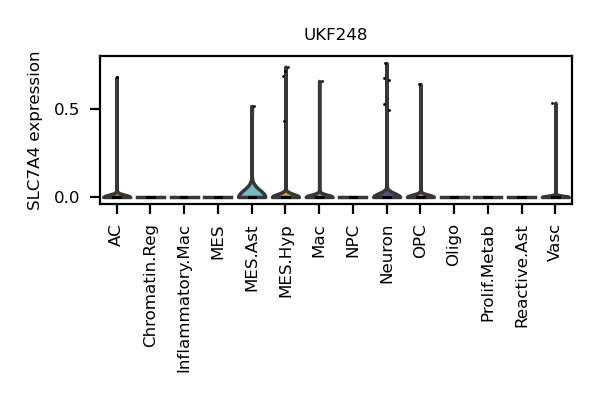 UKF248
SLC7A4 expression
0.5
0.0
AC
Chromatin.Reg
Inflammatory.Mac
MES
MES.Ast
MES.Hyp
Mac
NPC
Neuron
OPC
Oligo
Prolif.Metab
Reactive.Ast
Vasc